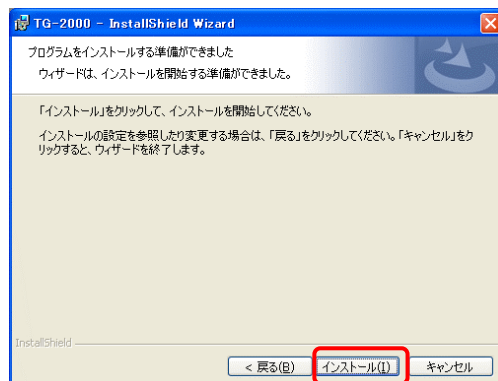 TG-2000 - InstallShield Wizard
プログラムをインストールする準備ができました
ウィザードは、インストールを開始する準備ができました。
「インストール」をクリックして、インストールを開始してください。
インストールの設定を参照したり変更する場合は、「戻る」をクリックしてください。「キャンセル」をク
リックすると、ウィザードを終了します。
InstallShield
< 戻る(B) インストール(I) キャンセル